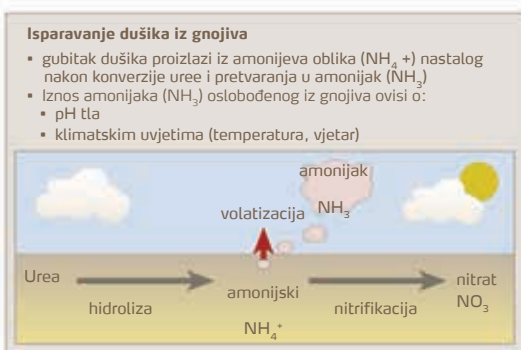 Isparavanje dušika iz gnojiva
▪ gubitak dušika proizlazi iz amonijeva oblika (NH₄ +) nastalog
nakon konverzije uree i pretvaranja u amonijak (NH₃)
▪ Iznos amonijaka (NH₃) oslobođenog iz gnojiva ovisi o:
▪ pH tla
▪ klimatskim uvjetima (temperatura, vjetar)
amonijak
NH₃
volatizacija
Urea
hidroliza
amonijski
NH₄⁺
nitrifikacija
nitrat
NO₃